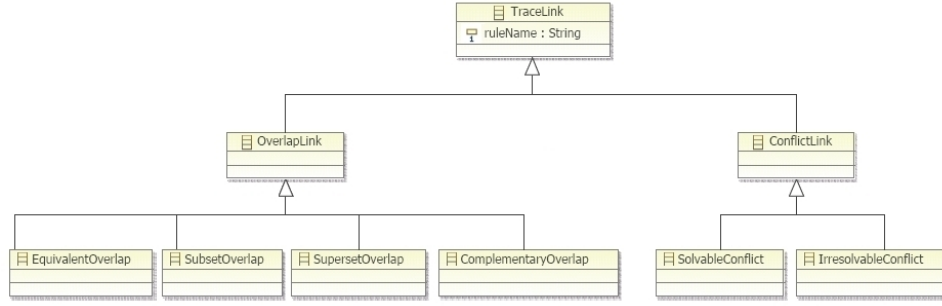 TraceLink
ruleName : String
OverlapLink
ConflictLink
EquivalentOverlap
SubsetOverlap
SupersetOverlap
ComplementaryOverlap
SolvableConflict
IrresolvableConflict